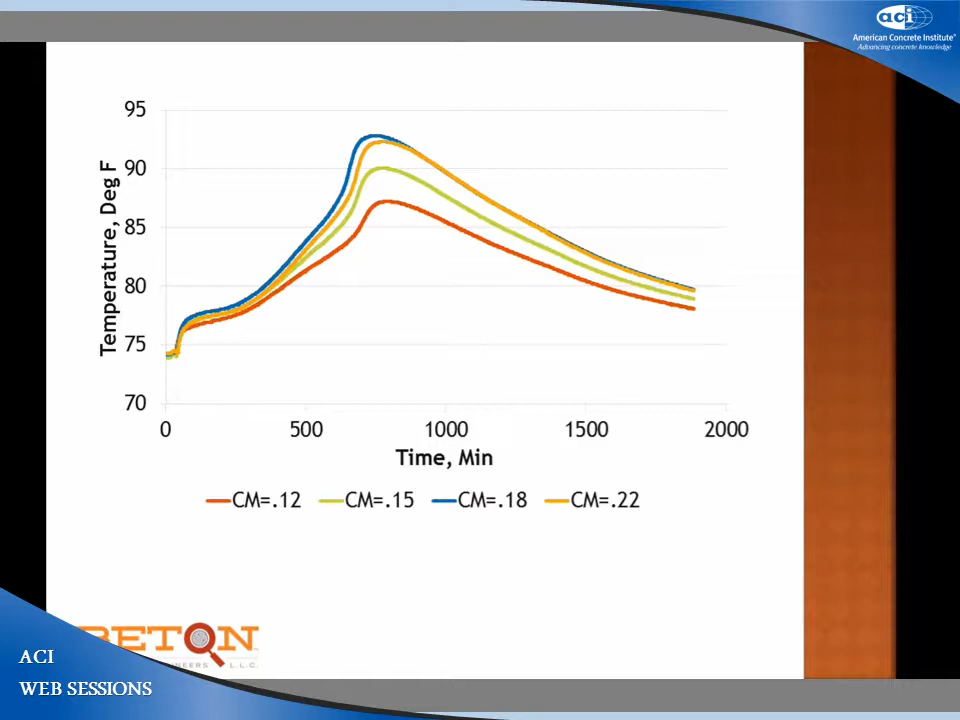 aci
American Concrete Institute®
Advancing concrete knowledge
95
90
85
80
75
70
Temperature, Deg F
0 500 1000 1500 2000
Time, Min
CM=.12 CM=.15 CM=.18 CM=.22
BETON
L.L.C.
ACI
WEB SESSIONS